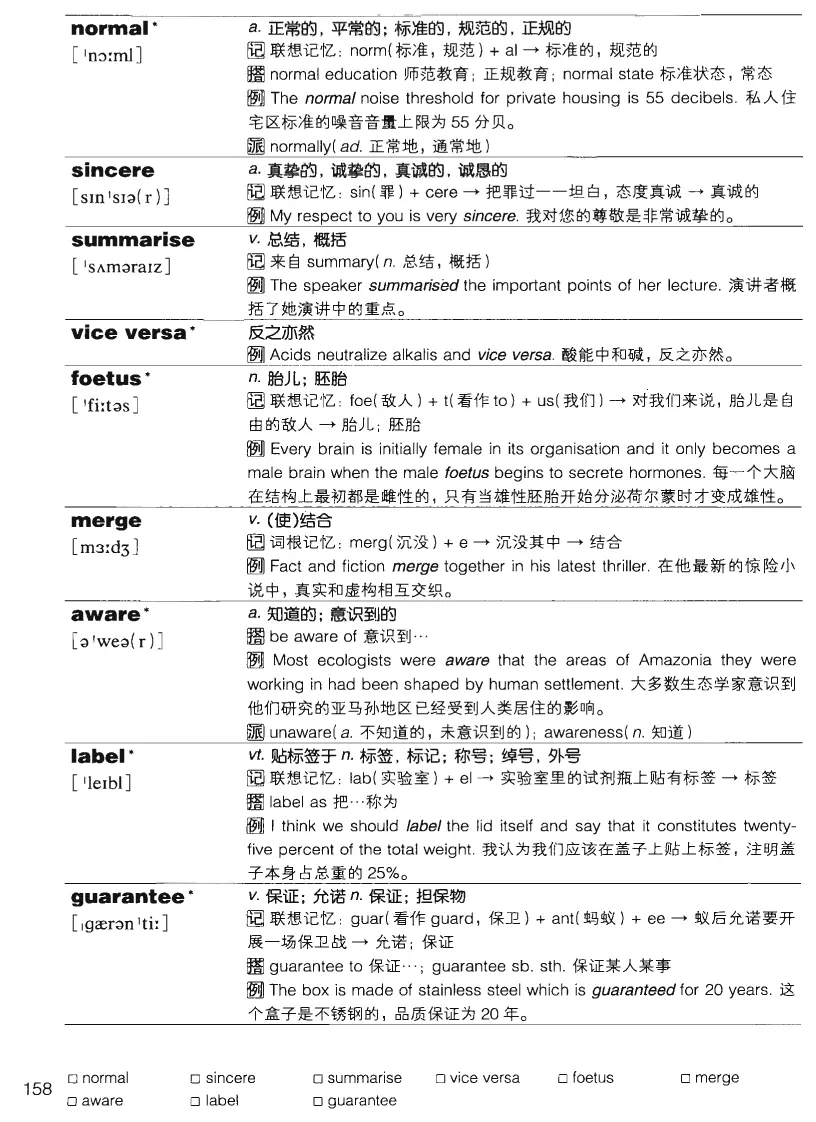 normal* a. 正常的, 平常的; 标准的, 规范的, 正规的
[ˈnɔːml] 记 联想记忆: norm(标准, 规范) + al → 标准的, 规范的
搭 normal education 师范教育; 正规教育; normal state 标准状态, 常态
例 The normal noise threshold for private housing is 55 decibels. 私人住
宅区标准的噪音音量上限为 55 分贝。
派 normally(ad. 正常地, 通常地)
sincere a. 真挚的, 诚挚的, 真诚的, 诚恳的
[sɪnˈsɪə(r)] 记 联想记忆: sin(罪) + cere → 把罪过——坦白, 态度真诚 → 真诚的
例 My respect to you is very sincere. 我对您的尊敬是非常诚挚的。
summarise v. 总结, 概括
[ˈsʌməraɪz] 记 来自 summary(n. 总结, 概括)
例 The speaker summarised the important points of her lecture. 演讲者概
括了她演讲中的重点。
vice versa* 反之亦然
例 Acids neutralize alkalis and vice versa. 酸能中和碱, 反之亦然。
foetus* n. 胎儿; 胚胎
[ˈfiːtəs] 记 联想记忆: foe(敌人) + t(看作 to) + us(我们) → 对我们来说, 胎儿是自
由的敌人 → 胎儿; 胚胎
例 Every brain is initially female in its organisation and it only becomes a
male brain when the male foetus begins to secrete hormones. 每一个大脑
在结构上最初都是雌性的, 只有当雄性胚胎开始分泌荷尔蒙时才变成雄性。
merge v. (使)结合
[mɜːdʒ] 记 词根记忆: merg(沉没) + e → 沉没其中 → 结合
例 Fact and fiction merge together in his latest thriller. 在他最新的惊险小
说中, 真实和虚构相互交织。
aware* a. 知道的; 意识到的
[əˈweə(r)] 搭 be aware of 意识到…
例 Most ecologists were aware that the areas of Amazonia they were
working in had been shaped by human settlement. 大多数生态学家意识到
他们研究的亚马孙地区已经受到人类居住的影响。
派 unaware(a. 不知道的, 未意识到的); awareness(n. 知道)
label* vt. 贴标签于 n. 标签, 标记; 称号; 绰号, 外号
[ˈleɪbl] 记 联想记忆: lab(实验室) + el → 实验室里的试剂瓶上贴有标签 → 标签
搭 label as 把…称为
例 I think we should label the lid itself and say that it constitutes twenty-
five percent of the total weight. 我认为我们应该在盖子上贴上标签, 注明盖
子本身占总重的 25%。
guarantee* v. 保证; 允诺 n. 保证; 担保物
[ˌɡærənˈtiː] 记 联想记忆: guar(看作 guard, 保卫) + ant(蚂蚁) + ee → 蚁后允诺要开
展一场保卫战 → 允诺; 保证
搭 guarantee to 保证…; guarantee sb. sth. 保证某人某事
例 The box is made of stainless steel which is guaranteed for 20 years. 这
个盒子是不锈钢的, 品质保证为 20 年。
158 □ normal □ sincere □ summarise □ vice versa □ foetus □ merge
□ aware □ label □ guarantee